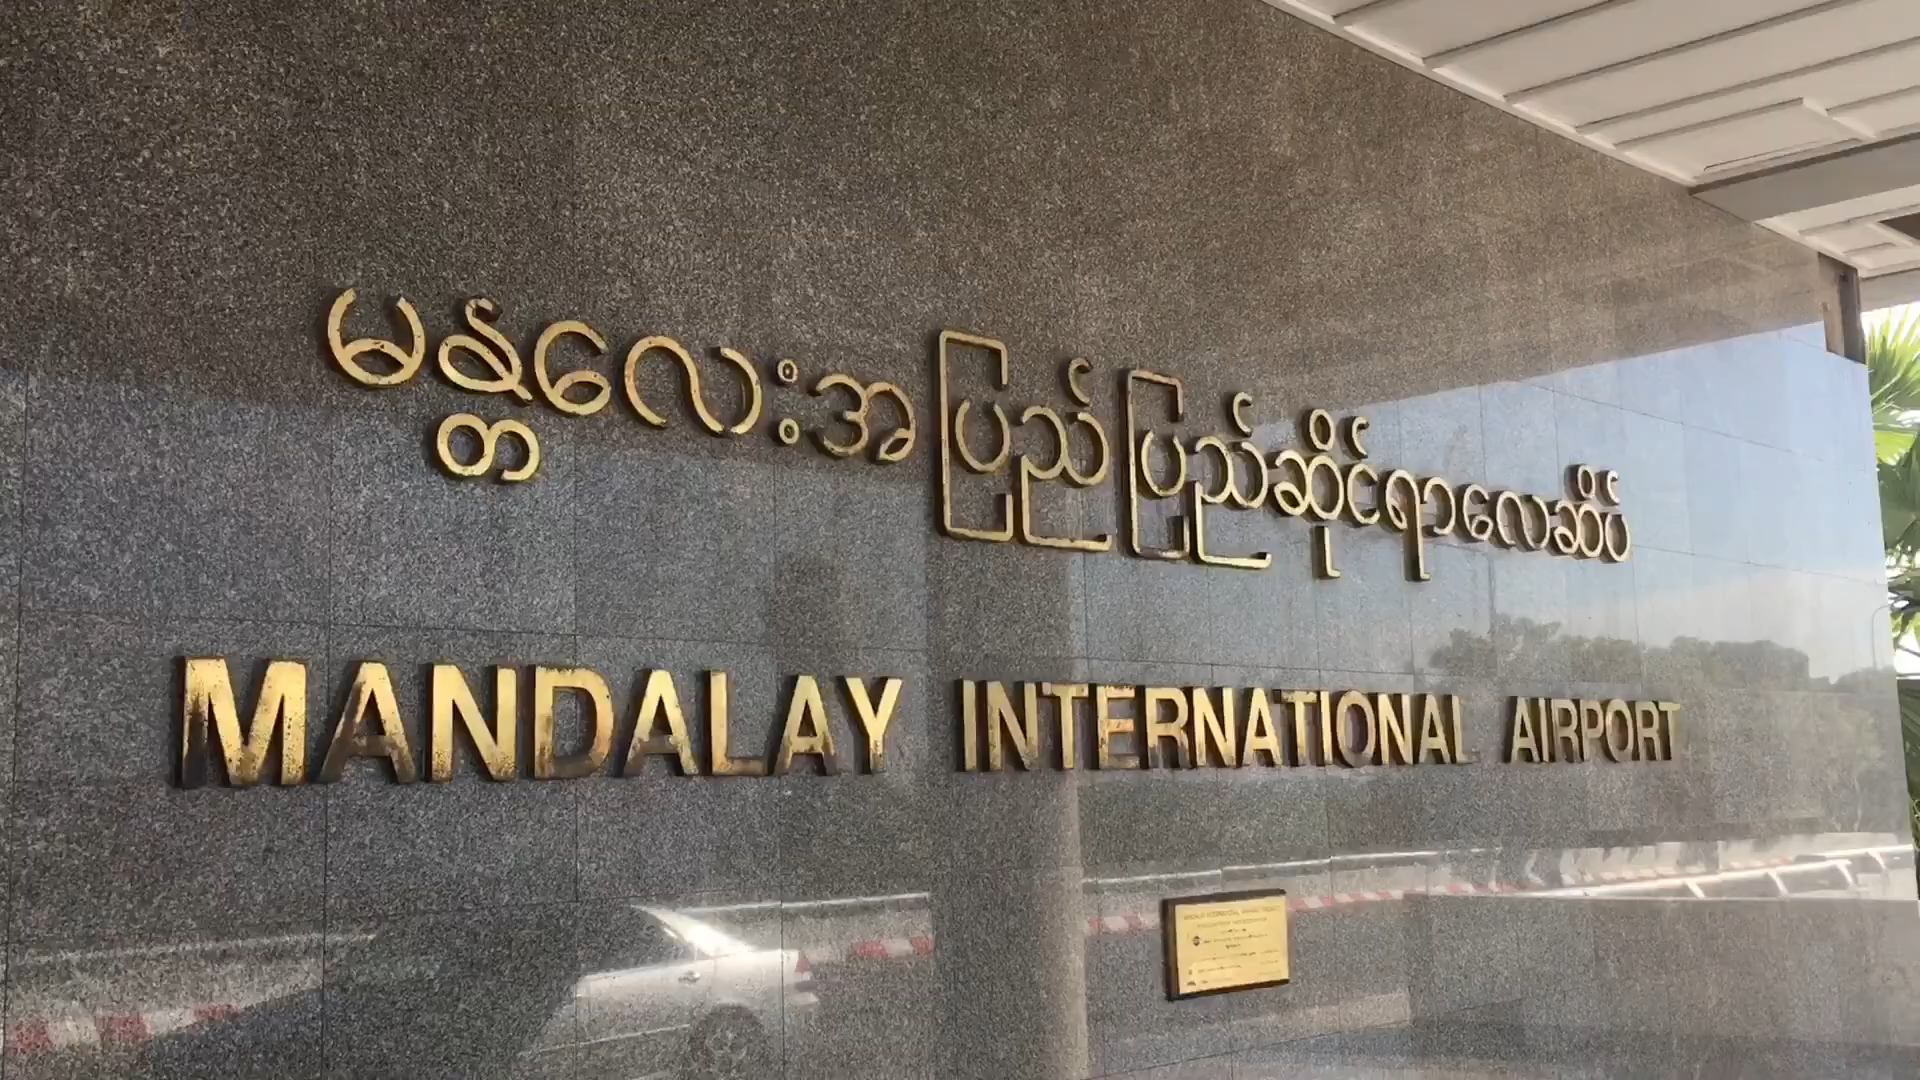 မန္တလေးအပြည်ပြည်ဆိုင်ရာလေဆိပ်
MANDALAY INTERNATIONAL AIRPORT